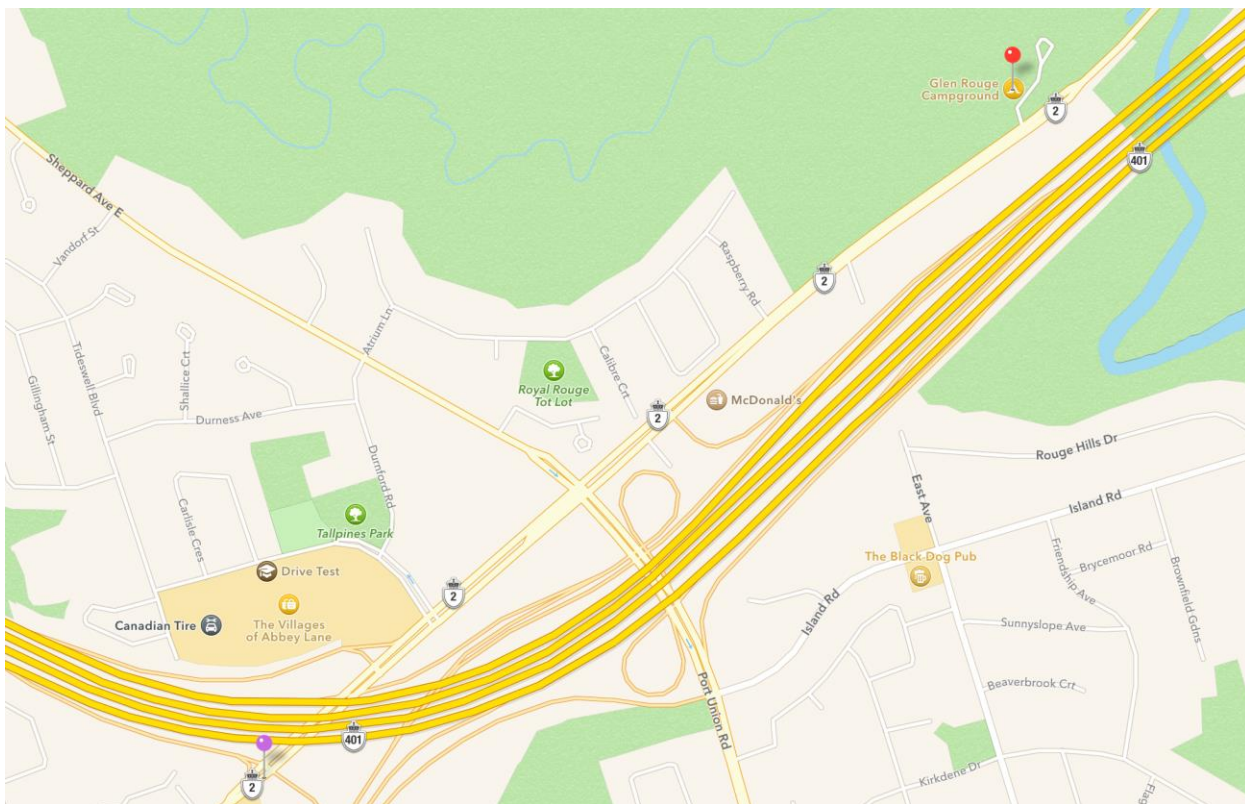 Glen Rouge
Campground
2
401
Sheppard Ave E
Vandorf St
2
Raspberry Rd
Atrium Ln
Tideswell Blvd
Shallice Crt
Gillingham St
Durness Ave
Royal Rouge
Tot Lot
Calibre Crt
2
McDonald's
Rouge Hills Dr
Island Rd
East Ave
Durnford Rd
Carlisle Cres
Tallpines Park
Drive Test
The Black Dog Pub
Friendship Ave
Brycemoor Rd
Brownfield Gdns
2
Canadian Tire
The Villages
of Abbey Lane
Island Rd
Sunnyslope Ave
Port Union Rd
Beaverbrook Crt
401
2
Kirkdene Dr
Flag